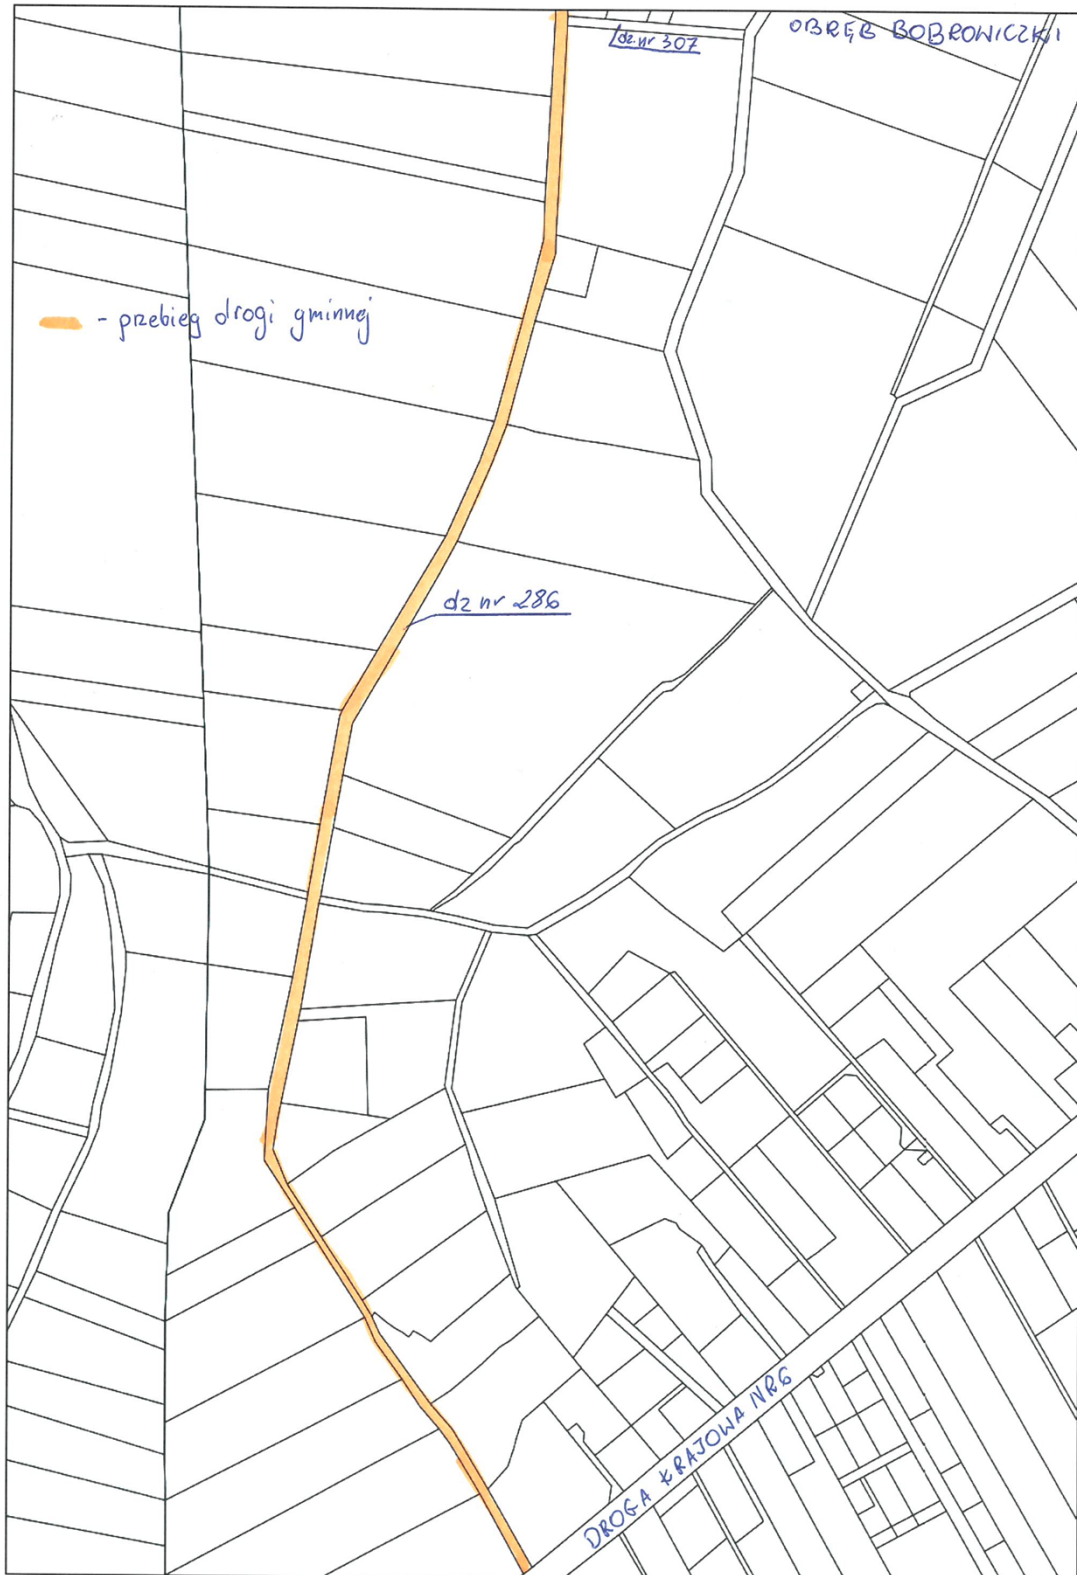 OBRĘB BOBROWICZKI
dz. nr 307
- przebieg drogi gminnej
dz nr 286
DROGA KRAJOWA NR6